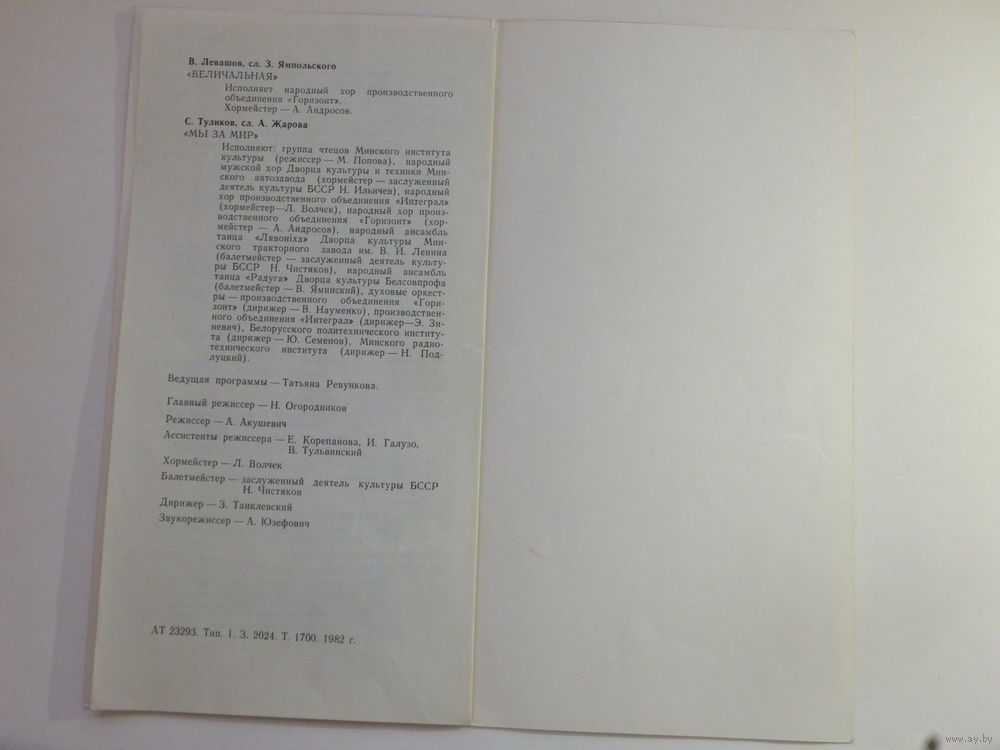 В. Левашов, сл. З. Ямпольского
«ВЕЛИЧАЛЬНАЯ»
Исполняет народный хор производственного
объединения «Горизонт».
Хормейстер — А. Андросов.
С. Туликов, сл. А. Жарова
«МЫ ЗА МИР»
Исполняют: группа чтецов Минского института
культуры (режиссер — М. Попова), народный
мужской хор Дворца культуры и техники Мин-
ского автозавода (хормейстер — заслуженный
деятель культуры БССР Н. Ильичев), народный
хор производственного объединения «Интеграл»
(хормейстер—Л. Волчек), народный хор произ-
водственного объединения «Горизонт» (хор-
мейстер — А. Андросов), народный ансамбль
танца «Лявонiха» Дворца культуры Мин-
ского тракторного завода им. В. И. Ленина
(балетмейстер — заслуженный деятель культу-
ры БССР Н. Чистяков), народный ансамбль
танца «Радуга» Дворца культуры Белсовпрофа
(балетмейстер — В. Яминский), духовые оркест-
ры — производственного объединения «Гори-
зонт» (дирижер — В. Науменко), производствен-
ного объединения «Интеграл» (дирижер—Э. Зи-
невич), Белорусского политехнического институ-
та (дирижер — Ю. Семенов), Минского радио-
технического института (дирижер — Н. Под-
луцкий).
Ведущая программы — Татьяна Ревункова.
Главный режиссер — Н. Огородников
Режиссер — А. Акушевич
Ассистенты режиссера — Е. Корепанова, И. Галузо,
В. Тульвинский
Хормейстер — Л. Волчек
Балетмейстер — заслуженный деятель культуры БССР
Н. Чистяков
Дирижер — З. Танклевский
Звукорежиссер — А. Юзефович
АТ 23293. Тип. 1. З. 2024. Т. 1700. 1982 г.
www.ay.by